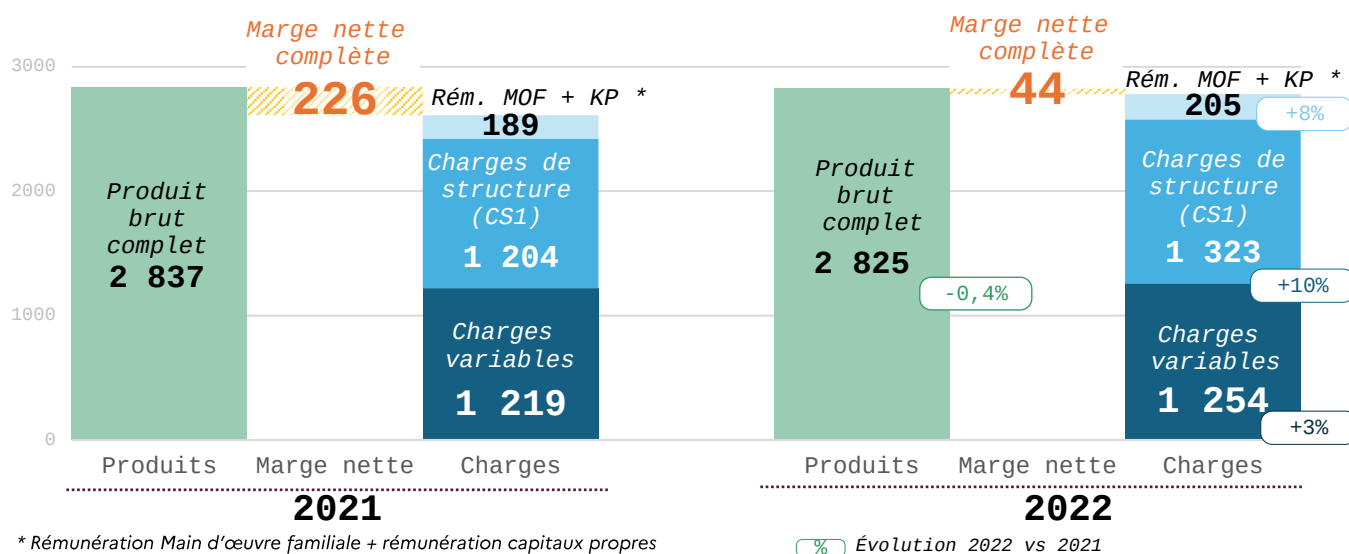 Marge nette
complète
226
Rém. MOF + KP *
189
Charges de
structure
(CS1)
1 204
Charges
variables
1 219
Produit
brut
complet
2 837
Marge nette
complète
44
Rém. MOF + KP *
205
+8%
Charges de
structure
(CS1)
1 323
+10%
Charges
variables
1 254
+3%
Produit
brut
complet
2 825
-0,4%
3000
2000
1000
0
Produits Marge nette Charges
2021
Produits Marge nette Charges
2022
* Rémunération Main d'œuvre familiale + rémunération capitaux propres
% Évolution 2022 vs 2021